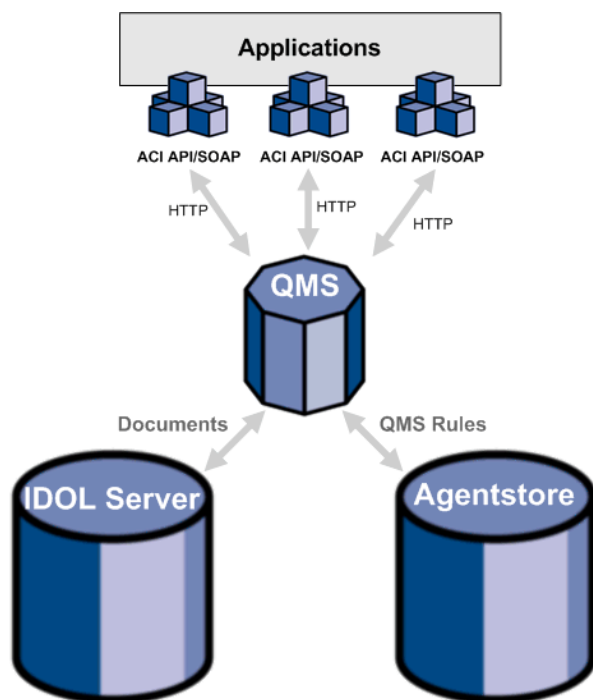 Applications
ACI API/SOAP ACI API/SOAP ACI API/SOAP
HTTP HTTP HTTP
QMS
Documents QMS Rules
IDOL Server Agentstore